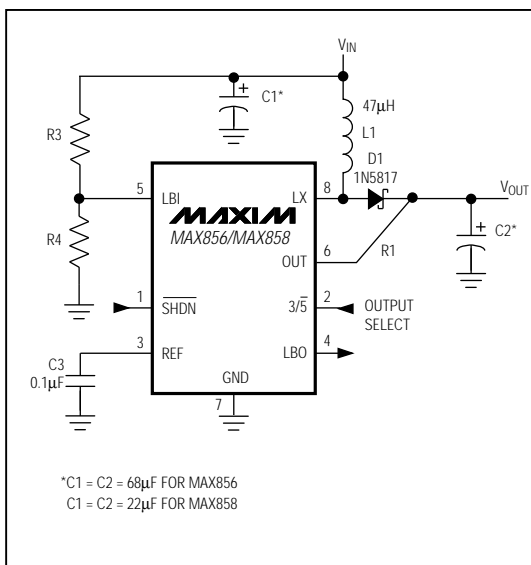 VIN
C1*
47µH
L1
R3
D1
1N5817
5
LBI
LX
8
VOUT
MAXIM
MAX856/MAX858
R4
C2*
OUT
6
R1
1
SHDN
3/5
2
OUTPUT
SELECT
3
REF
LBO
4
C3
0.1µF
GND
7
*C1 = C2 = 68µF FOR MAX856
C1 = C2 = 22µF FOR MAX858